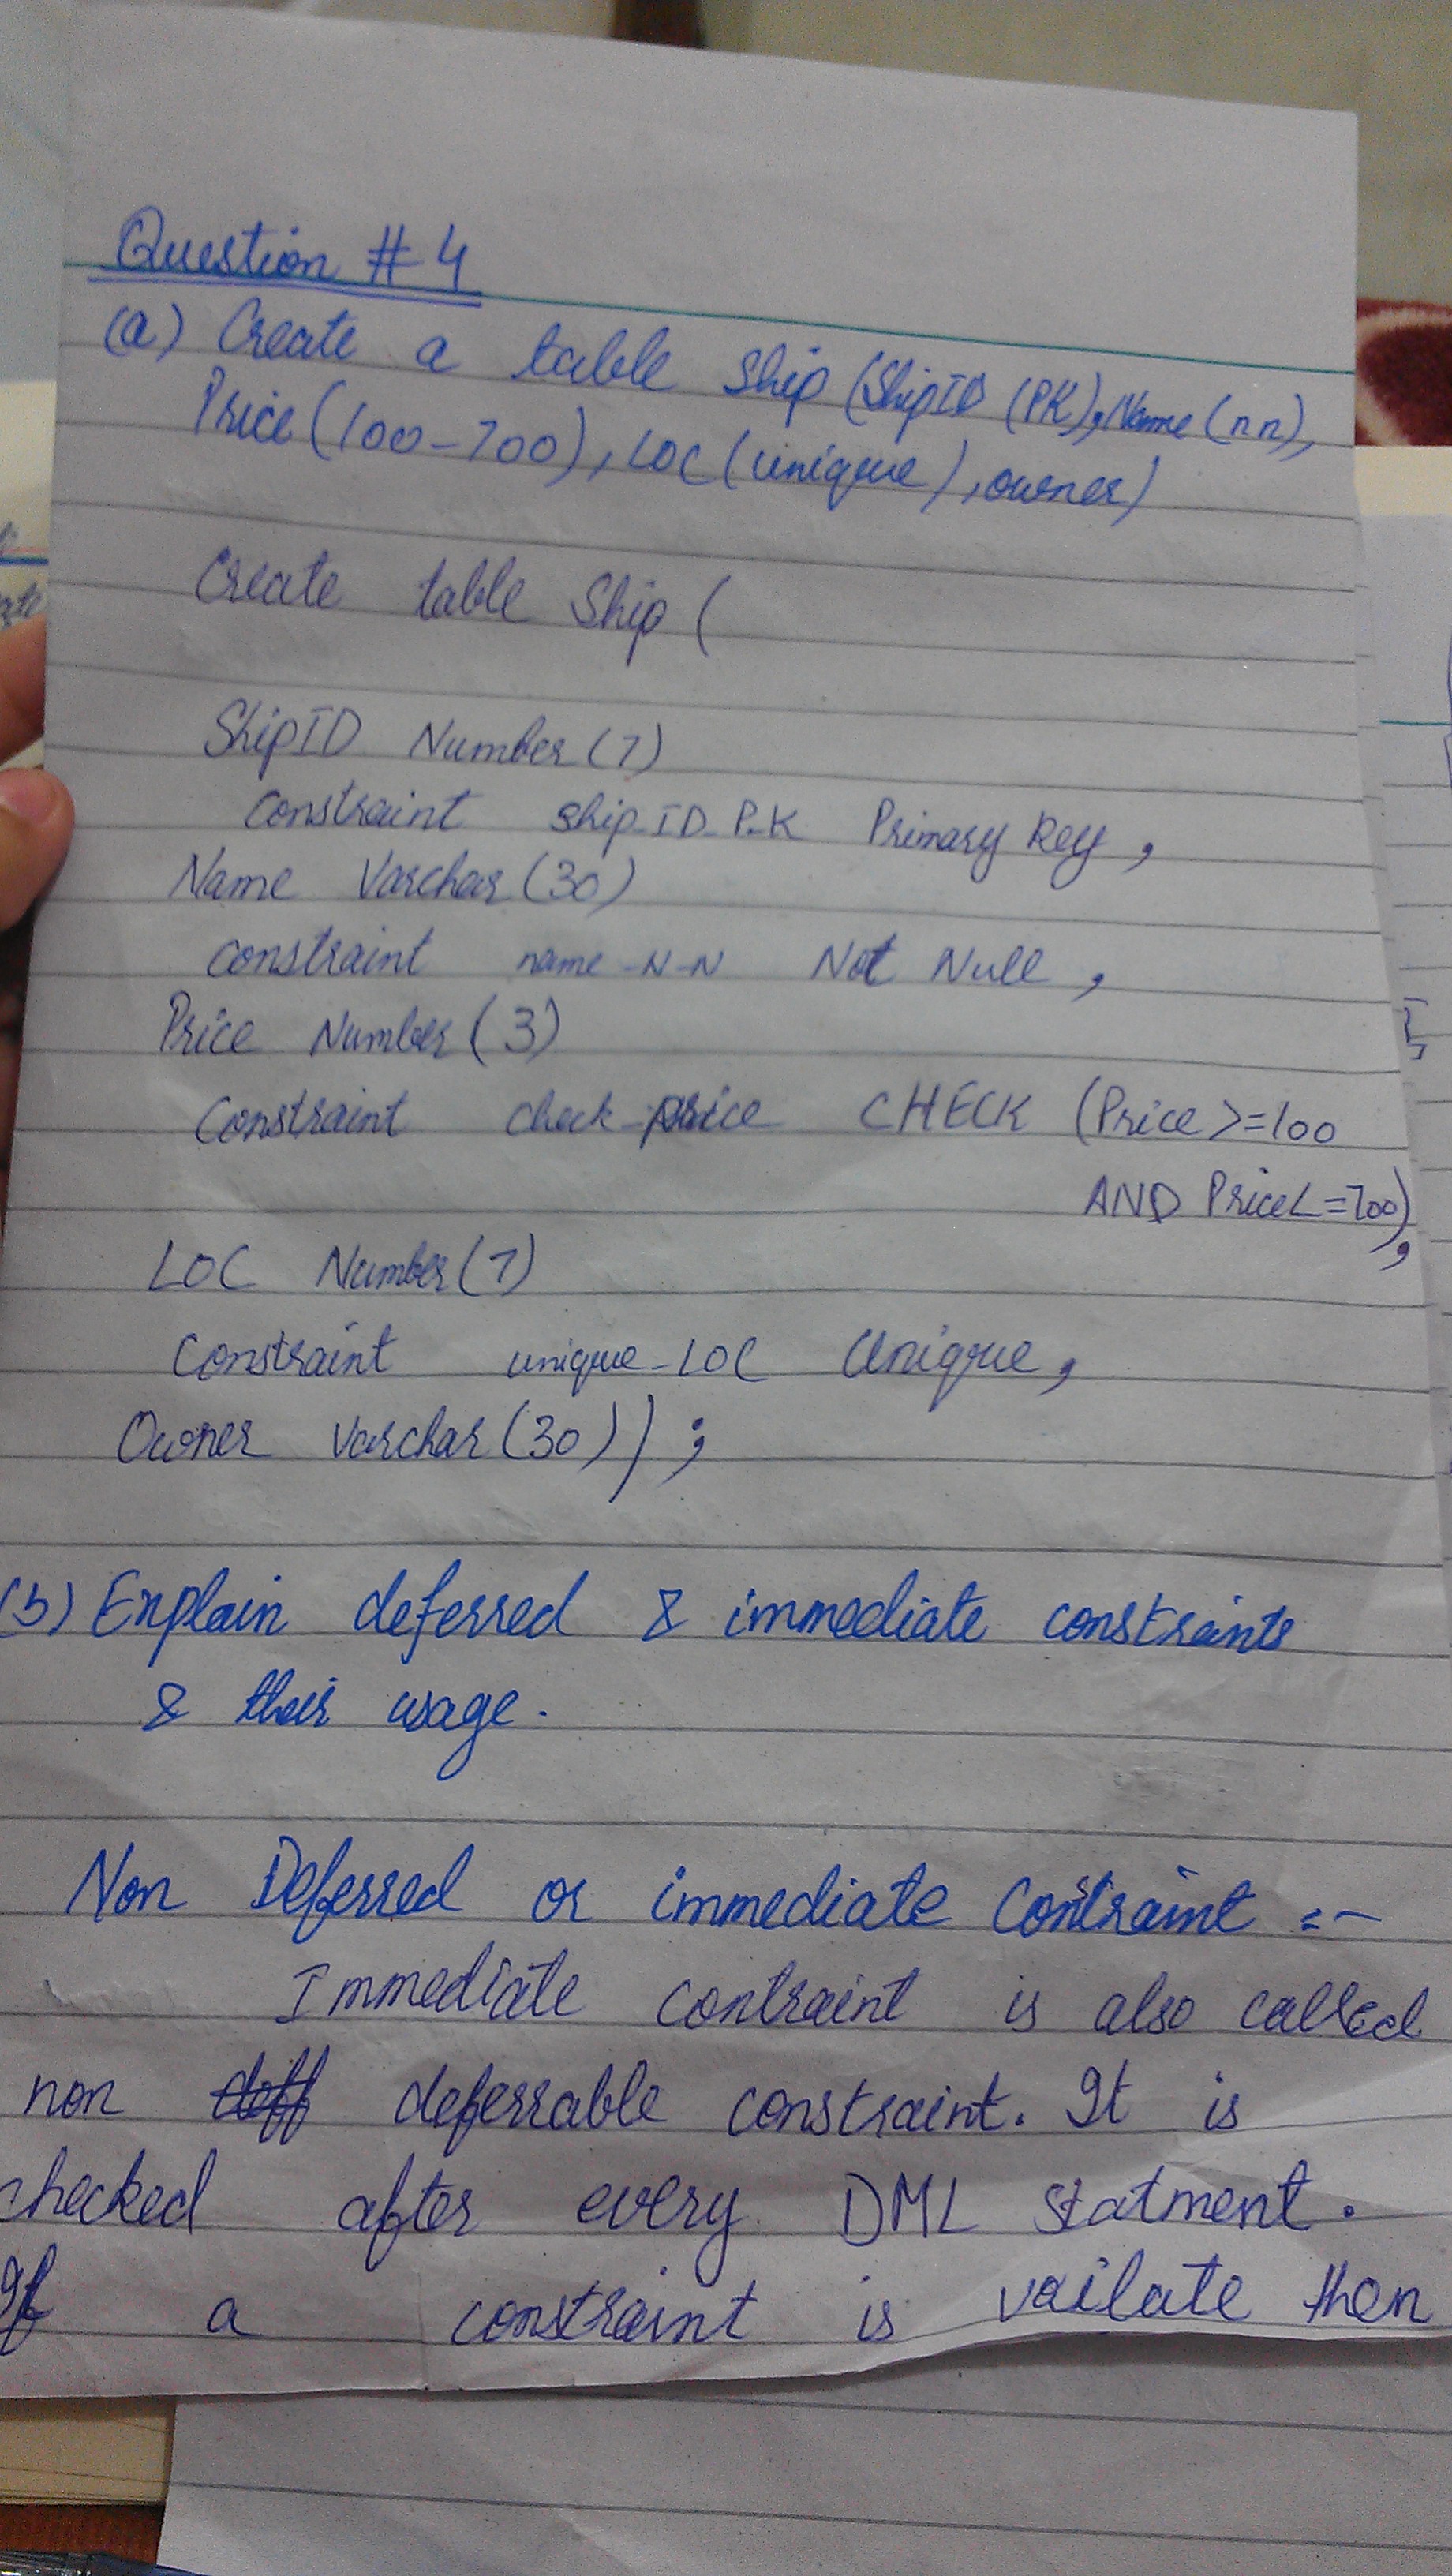 Question # 4
(a) Create a table Ship (ShipID (PK), Name (nn),
Price (100-700), LOC (unique), owner)
Create table Ship (
ShipID Number (7)
Constraint ship_ID_P_K Primary Key,
Name Varchar (30)
constraint name_N_N Not Null,
Price Number (3)
Constraint check_price CHECK (Price >= 100
AND Price <= 700),
LOC Number (7)
Constraint unique_LOC Unique,
Owner Varchar (30));
(b) Explain deferred & immediate constraints
& their usage.
Non Deferred or immediate Constraint :-
Immediate contraint is also called
non deferrable constraint. It is
checked after every DML statment.
If a constraint is vailate then